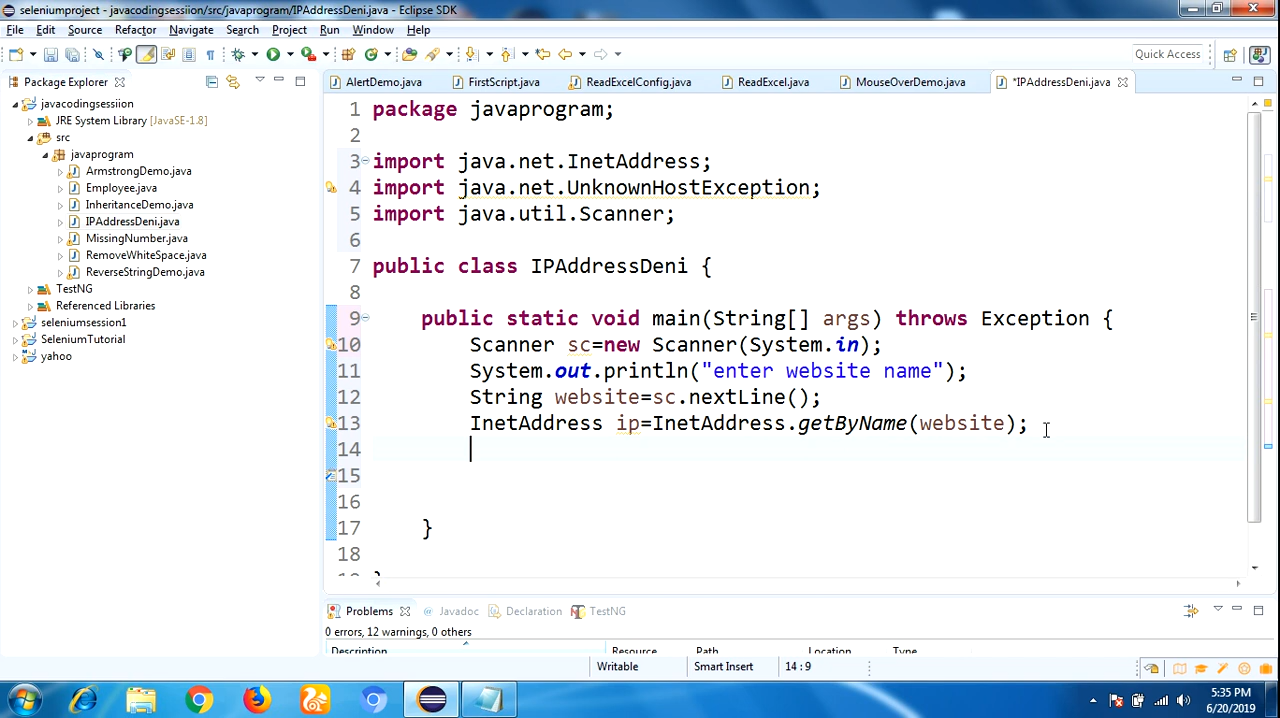 seleniumproject - javacodingsessiion/src/javaprogram/IPAddressDeni.java - Eclipse SDK
File Edit Source Refactor Navigate Search Project Run Window Help
Quick Access
Package Explorer
AlertDemo.java FirstScript.java ReadExcelConfig.java ReadExcel.java MouseOverDemo.java *IPAddressDeni.java
javacodingsessiion
JRE System Library [JavaSE-1.8]
src
javaprogram
ArmstrongDemo.java
Employee.java
InheritanceDemo.java
IPAddressDeni.java
MissingNumber.java
RemoveWhiteSpace.java
ReverseStringDemo.java
TestNG
Referenced Libraries
seleniumsession1
SeleniumTutorial
yahoo
1 package javaprogram;
2
3 import java.net.InetAddress;
4 import java.net.UnknownHostException;
5 import java.util.Scanner;
6
7 public class IPAddressDeni {
8
9 public static void main(String[] args) throws Exception {
10 Scanner sc=new Scanner(System.in);
11 System.out.println("enter website name");
12 String website=sc.nextLine();
13 InetAddress ip=InetAddress.getByName(website);
14
15
16
17 }
18
19 }
Problems Javadoc Declaration TestNG
0 errors, 12 warnings, 0 others
Description Resource Path Location Type
Writable Smart Insert 14 : 9
5:35 PM
6/20/2019